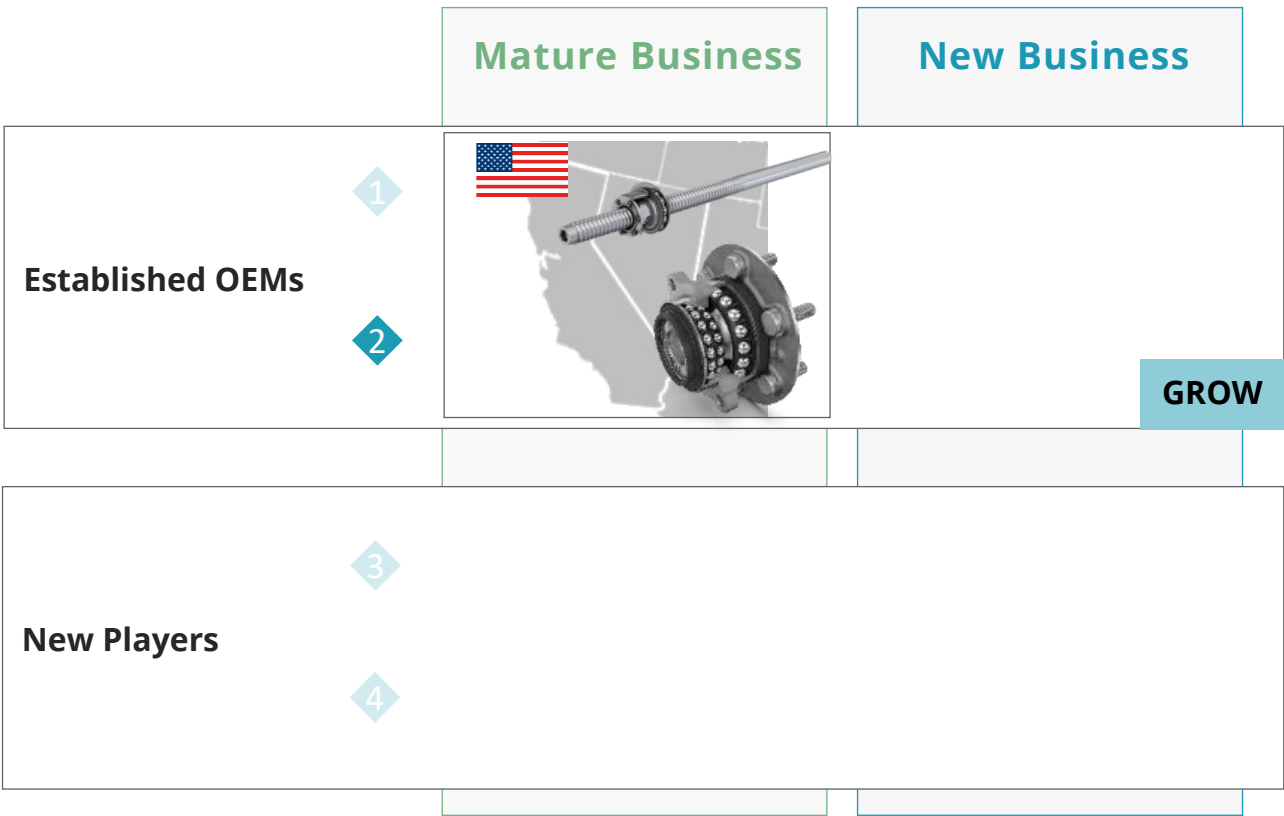 Mature Business
New Business
1
Established OEMs
2
GROW
3
New Players
4